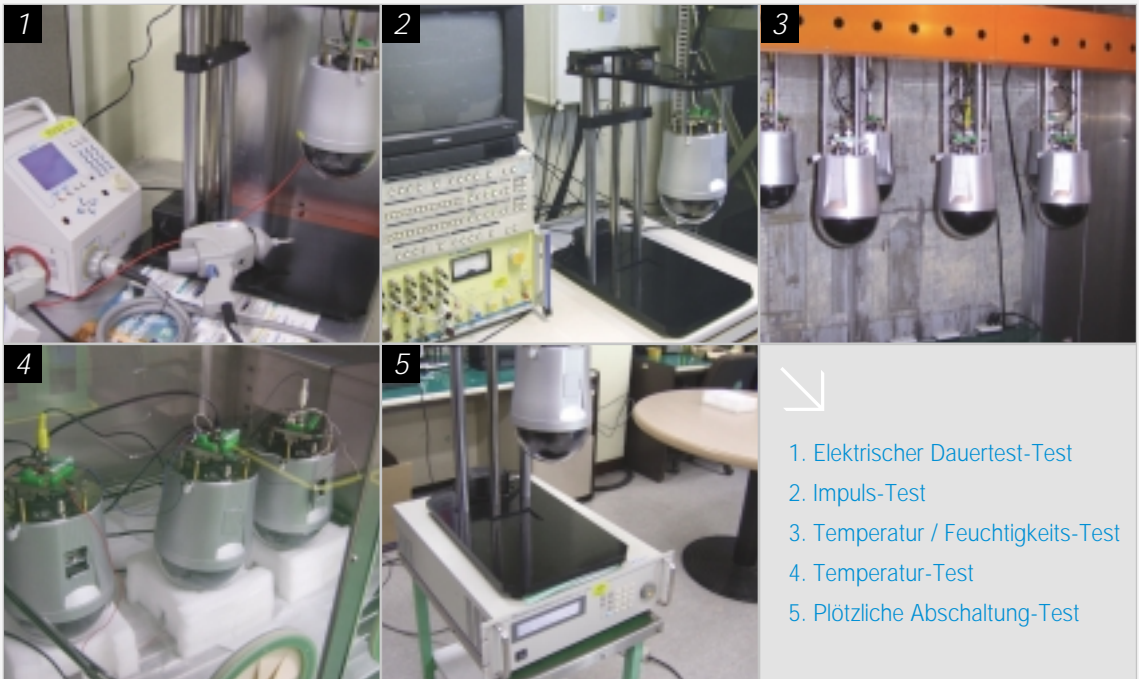 1
2
3
4
5
1. Elektrischer Dauertest-Test
2. Impuls-Test
3. Temperatur / Feuchtigkeits-Test
4. Temperatur-Test
5. Plötzliche Abschaltung-Test